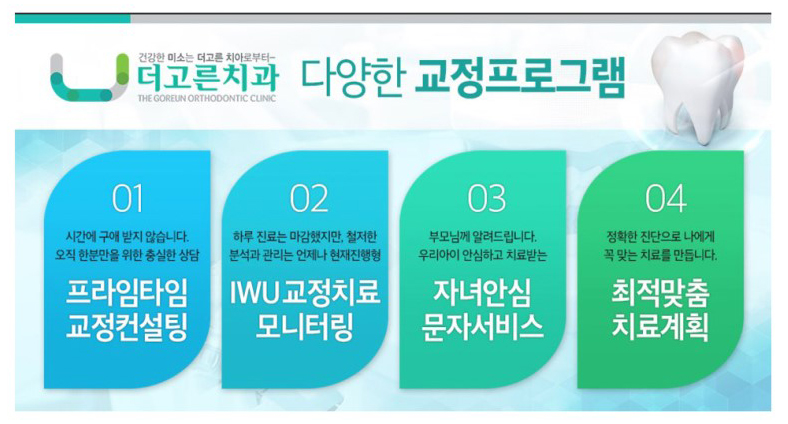 건강한 미소는 더고른 치아로부터~
더고른치과
THE GOREUN ORTHODONTIC CLINIC
다양한 교정프로그램
01
시간에 구애 받지 않습니다.
오직 한분만을 위한 충실한 상담
프라임타임
교정컨설팅
02
하루 진료는 마감했지만, 철저한
분석과 관리는 언제나 현재진행형
IWU 교정치료
모니터링
03
부모님께 알려드립니다.
우리아이 안심하고 치료받는
자녀안심
문자서비스
04
정확한 진단으로 나에게
꼭 맞는 치료를 만듭니다.
최적맞춤
치료계획